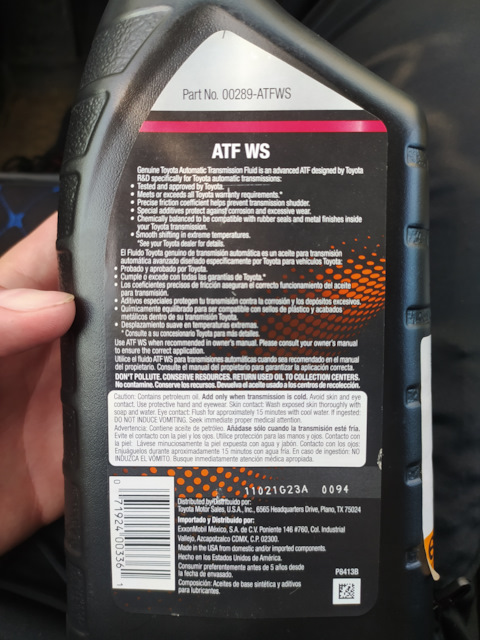 Part No. 00289-ATFWS
ATF WS
Genuine Toyota Automatic Transmission Fluid is an advanced ATF designed by Toyota
R&D specifically for Toyota automatic transmissions:
• Tested and approved by Toyota.
• Meets or exceeds all Toyota warranty requirements.*
• Precise friction coefficient helps prevent transmission shudder.
• Special additives protect against corrosion and excessive wear.
• Chemically balanced to be compatible with rubber seals and metal finishes inside
your Toyota transmission.
• Smooth shifting in extreme temperatures.
*See your Toyota dealer for details.
El Fluido Toyota genuino de transmisión automática es un aceite para transmisión
automática avanzado diseñado específicamente por Toyota para vehículos Toyota:
• Probado y aprobado por Toyota.
• Cumple o excede con todas las garantías de Toyota.*
• Los coeficientes precisos de fricción aseguran el correcto funcionamiento del aceite
para transmisión.
• Aditivos especiales protegen tu transmisión contra la corrosión y los depósitos excesivos.
• Químicamente equilibrado para ser compatible con sellos de plástico y acabados
metálicos dentro de su transmisión Toyota.
• Desplazamiento suave en temperaturas extremas.
* Consulte a su concesionario Toyota para más detalles.
Use ATF WS when recommended in owner's manual. Please consult your owner's manual
to ensure the correct application.
Utilice el fluido ATF WS para transmisiones automáticas cuando sea recomendado en el manual
del propietario. Consulte el manual del propietario para garantizar la aplicación correcta.
DON'T POLLUTE. CONSERVE RESOURCES. RETURN USED OIL TO COLLECTION CENTERS.
No contamine. Conserve los recursos. Devuelva el aceite usado a los centros de recolección.
Caution: Contains petroleum oil. Add only when transmission is cold. Avoid skin and eye
contact. Use protective hand and eyewear. Skin contact: Wash exposed skin thoroughly with
soap and water. Eye contact: Flush for approximately 15 minutes with cool water. If ingested:
DO NOT INDUCE VOMITING. Seek immediate proper medical attention.
Advertencia: Contiene aceite de petróleo. Añádase sólo cuando la transmisión esté fría.
Evite el contacto con la piel y los ojos. Utilice protección para las manos y ojos. Contacto con
la piel: Lávese minuciosamente la piel expuesta con agua y jabón. Contacto con los ojos:
Enjuáguelos durante aproximadamente 15 minutos con agua fría. En caso de ingestión: NO
INDUZCA EL VÓMITO. Busque inmediatamente atención médica apropiada.
11021G23A 0094
Distributed by/Distribuido por:
Toyota Motor Sales, U.S.A., Inc., 6565 Headquarters Drive, Plano, TX 75024
Importado y Distribuido por:
ExxonMobil México, S.A. de C.V. Poniente 146 #760, Col. Industrial
Vallejo, Azcapotzalco CDMX, C.P. 02300.
Made in the USA from domestic and/or imported components.
Hecho en los Estados Unidos de América.
Consumir preferentemente antes de 5 años desde
la fecha de envasado.
Composición: Aceites de base sintética y aditivos
para lubricantes.
P8413B
0 71924 00336 1